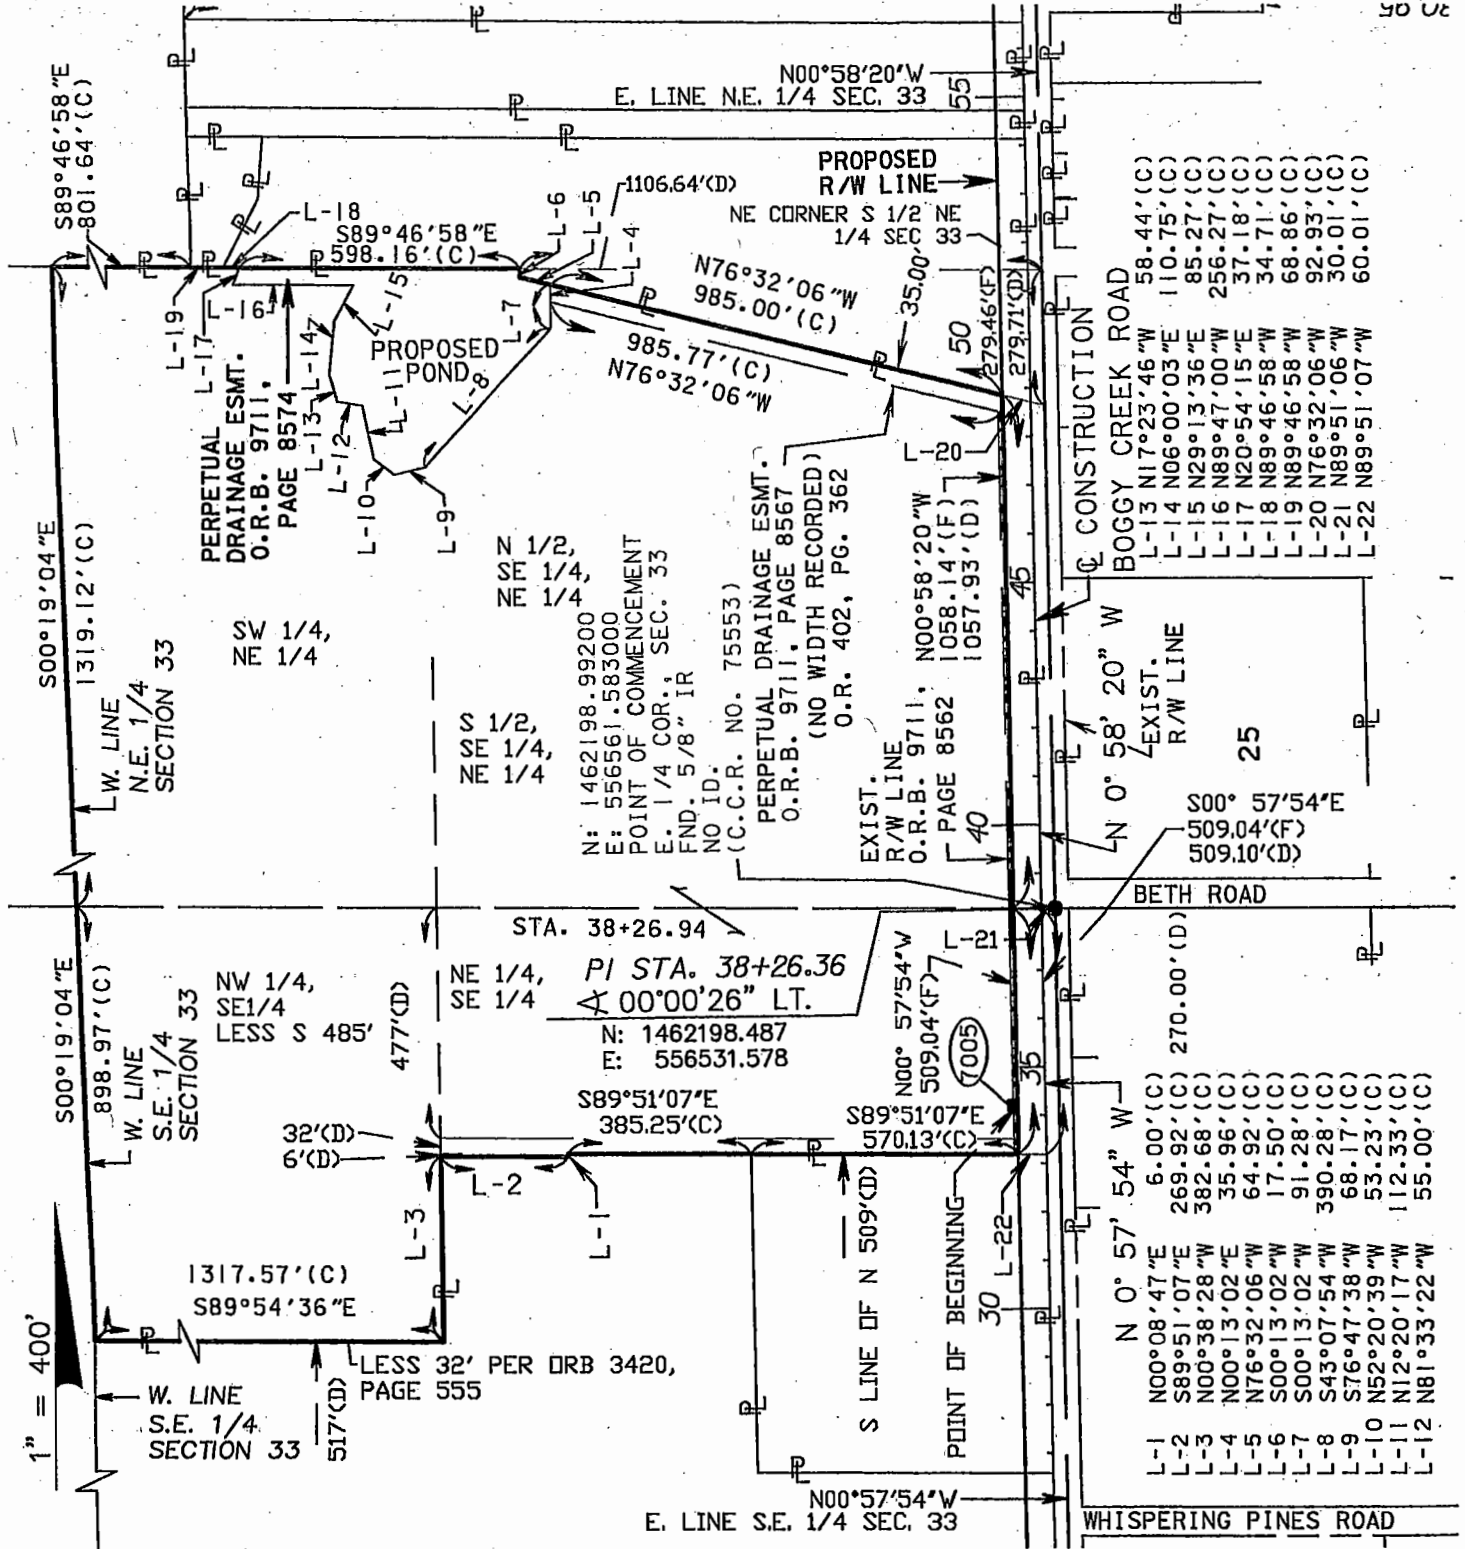 30 95
S89°46'58"E
801.64'(C)
N00°58'20"W
E. LINE N.E. 1/4 SEC. 33
55
PROPOSED
R/W LINE
1106.64'(D)
NE CORNER S 1/2 NE
1/4 SEC 33
L-18
L-6
L-5
L-4
S89°46'58"E
598.16'(C)
N76°32'06"W
985.00'(C)
35.00'
985.77'(C)
N76°32'06"W
50
279.46'(F)
279.71'(D)
L-19
L-17
L-16
L-15
L-14
L-7
L-8
L-11
L-13
L-12
L-10
L-9
PROPOSED
POND
PERPETUAL
DRAINAGE ESMT.
O.R.B. 9711,
PAGE 8574
L-20
CONSTRUCTION
BOGGY CREEK ROAD
L-13 N17°23'46"W 58.44'(C)
L-14 N06°00'03"E 110.75'(C)
L-15 N29°13'36"E 85.27'(C)
L-16 N89°47'00"W 256.27'(C)
L-17 N20°54'15"E 37.18'(C)
L-18 N89°46'58"W 34.71'(C)
L-19 N89°46'58"W 68.86'(C)
L-20 N76°32'06"W 92.93'(C)
L-21 N89°51'06"W 30.01'(C)
L-22 N89°51'07"W 60.01'(C)
S00°19'04"E
1319.12'(C)
W. LINE
N.E. 1/4
SECTION 33
SW 1/4,
NE 1/4
N 1/2,
SE 1/4,
NE 1/4
S 1/2,
SE 1/4,
NE 1/4
N: 1462198.99200
E: 556561.583000
POINT OF COMMENCEMENT
E. 1/4 COR., SEC. 33
FND. 5/8" IR
NO ID.
(C.C.R. NO. 75553)
PERPETUAL DRAINAGE ESMT.
O.R.B. 9711, PAGE 8567
(NO WIDTH RECORDED)
O.R. 402, PG. 362
EXIST.
R/W LINE
O.R.B. 9711,
PAGE 8562
N00°58'20"W
1058.14'(F)
1057.93'(D)
45
40
N 0° 58' 20" W
EXIST.
R/W LINE
25
S00° 57'54"E
509.04'(F)
509.10'(D)
BETH ROAD
STA. 38+26.94
PI STA. 38+26.36
00°00'26" LT.
N: 1462198.487
E: 556531.578
L-21
S00°19'04"E
898.97'(C)
W. LINE
S.E. 1/4
SECTION 33
NW 1/4,
SE1/4
LESS S 485'
477'(D)
NE 1/4,
SE 1/4
N00° 57'54"W
509.04'(F)
7005
35
32'(D)
6'(D)
S89°51'07"E
385.25'(C)
S89°51'07"E
570.13'(C)
L-2
L-3
L-1
L-22
S LINE OF N 509'(D)
POINT OF BEGINNING
30
N 0° 57' 54" W
270.00'(D)
L-1 N00°08'47"E 6.00'(C)
L-2 S89°51'07"E 269.92'(C)
L-3 N00°38'28"W 382.68'(C)
L-4 N00°13'02"E 35.96'(C)
L-5 N76°32'06"W 64.92'(C)
L-6 S00°13'02"W 17.50'(C)
L-7 S00°13'02"W 91.28'(C)
L-8 S43°07'54"W 390.28'(C)
L-9 S76°47'38"W 68.17'(C)
L-10 N52°20'39"W 53.23'(C)
L-11 N12°20'17"W 112.33'(C)
L-12 N81°33'22"W 55.00'(C)
1317.57'(C)
S89°54'36"E
LESS 32' PER ORB 3420,
PAGE 555
517'(D)
W. LINE
S.E. 1/4
SECTION 33
1" = 400'
N00°57'54"W
E. LINE S.E. 1/4 SEC. 33
WHISPERING PINES ROAD